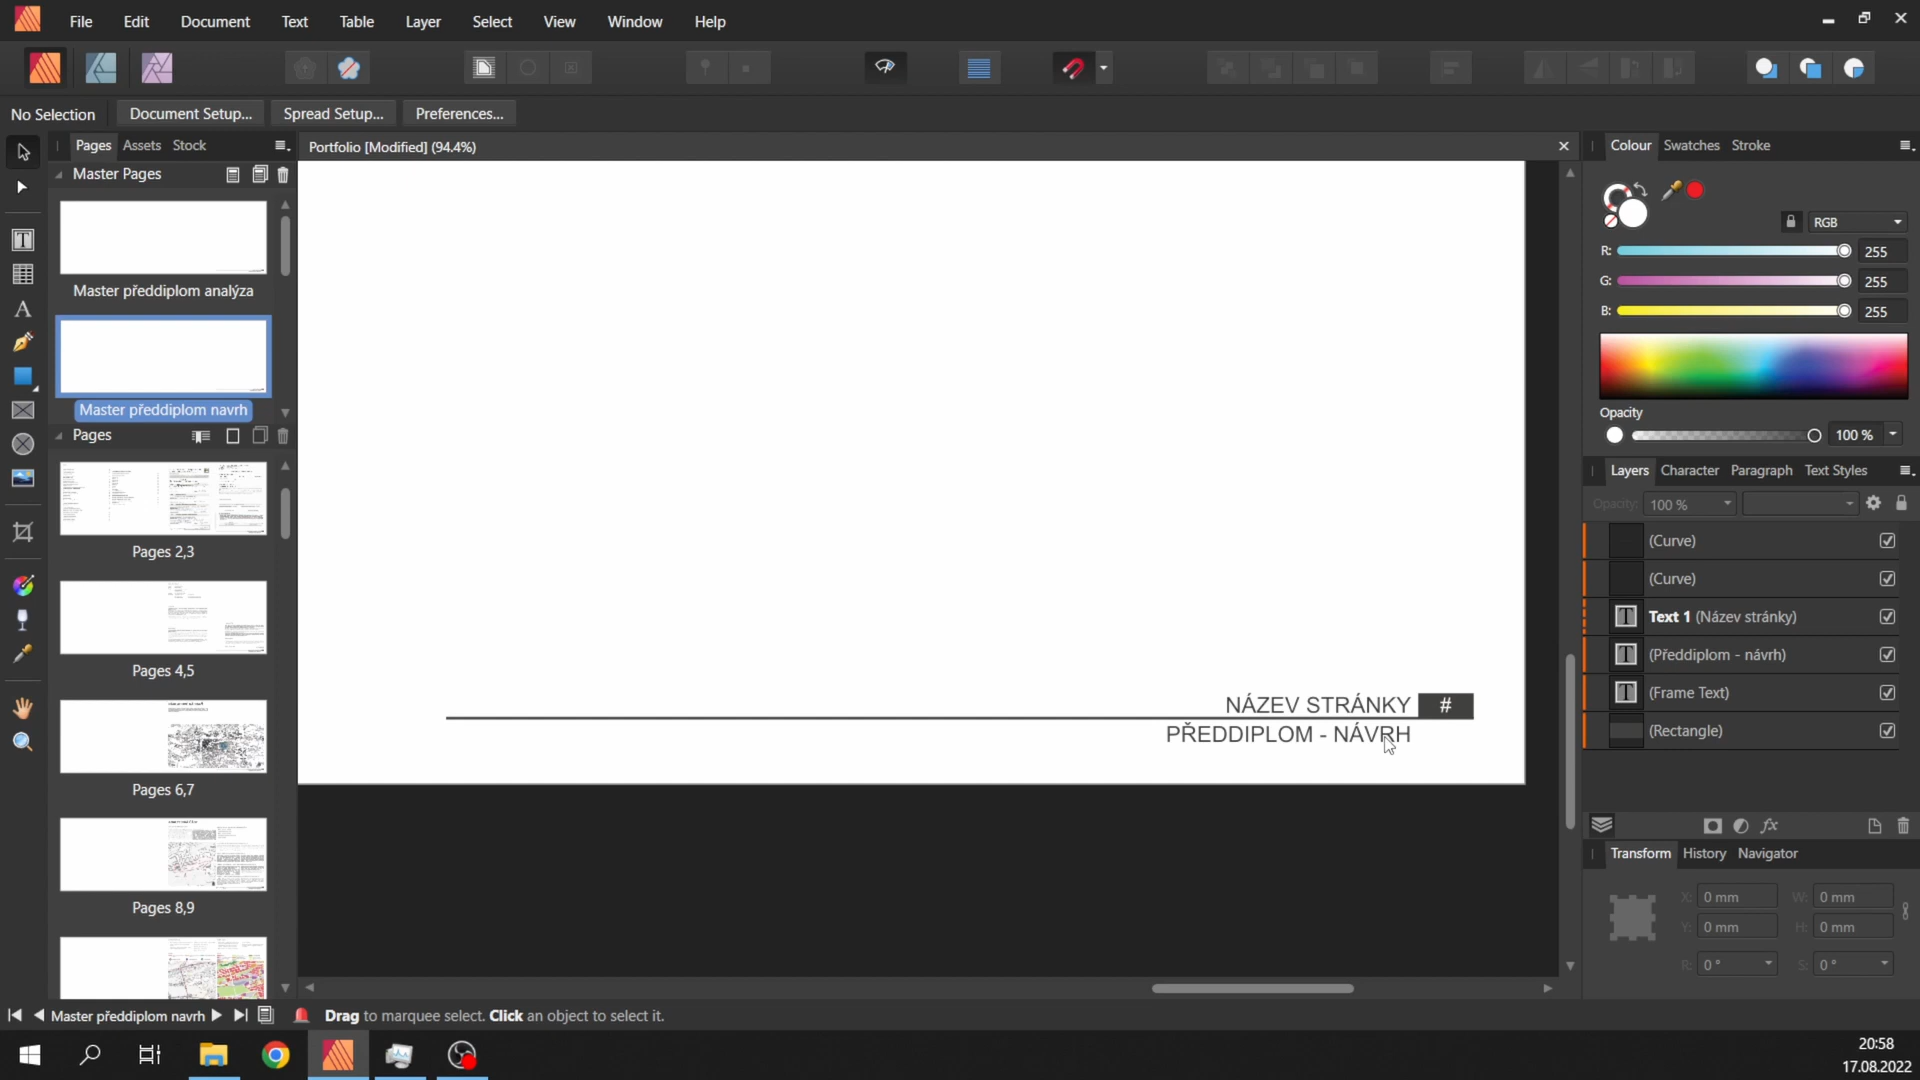 File Edit Document Text Table Layer Select View Window Help
No Selection Document Setup... Spread Setup... Preferences...
Pages Assets Stock
Portfolio [Modified] (94.4%)
Colour Swatches Stroke
Master Pages
Master předdiplom analýza
Master předdiplom navrh
Pages
Pages 2,3
Pages 4,5
Pages 6,7
Pages 8,9
NÁZEV STRÁNKY #
PŘEDDIPLOM - NÁVRH
RGB
R: 255
G: 255
B: 255
Opacity
100 %
Layers Character Paragraph Text Styles
Opacity: 100 %
(Curve)
(Curve)
Text 1 (Název stránky)
(Předdiplom - návrh)
(Frame Text)
(Rectangle)
fx
Transform History Navigator
X: 0 mm W: 0 mm
Y: 0 mm H: 0 mm
R: 0 ° S: 0 °
Master předdiplom navrh
Drag to marquee select. Click an object to select it.
20:58
17.08.2022